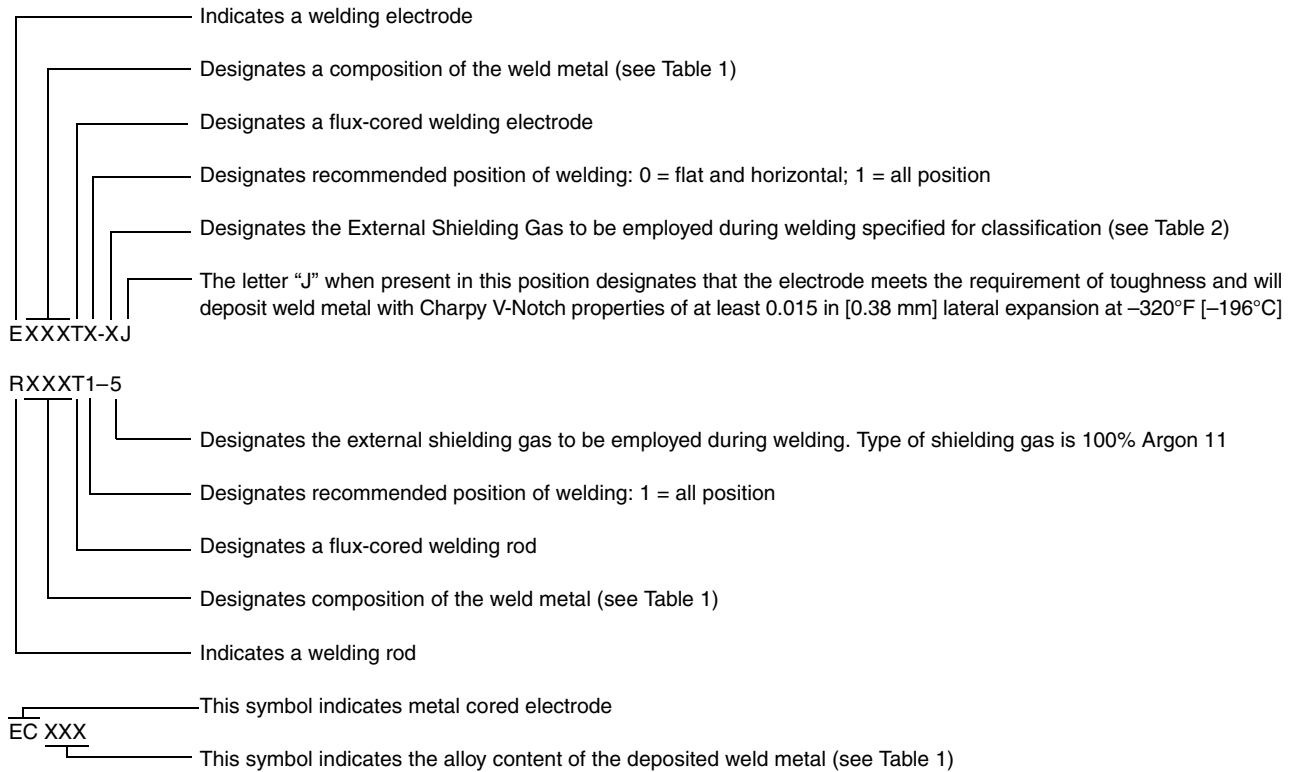 Indicates a welding electrode
Designates a composition of the weld metal (see Table 1)
Designates a flux-cored welding electrode
Designates recommended position of welding: 0 = flat and horizontal; 1 = all position
Designates the External Shielding Gas to be employed during welding specified for classification (see Table 2)
The letter “J” when present in this position designates that the electrode meets the requirement of toughness and will
deposit weld metal with Charpy V-Notch properties of at least 0.015 in [0.38 mm] lateral expansion at –320°F [–196°C]
EXXXTX-XJ
RXXXT1–5
Designates the external shielding gas to be employed during welding. Type of shielding gas is 100% Argon 11
Designates recommended position of welding: 1 = all position
Designates a flux-cored welding rod
Designates composition of the weld metal (see Table 1)
Indicates a welding rod
This symbol indicates metal cored electrode
EC XXX
This symbol indicates the alloy content of the deposited weld metal (see Table 1)